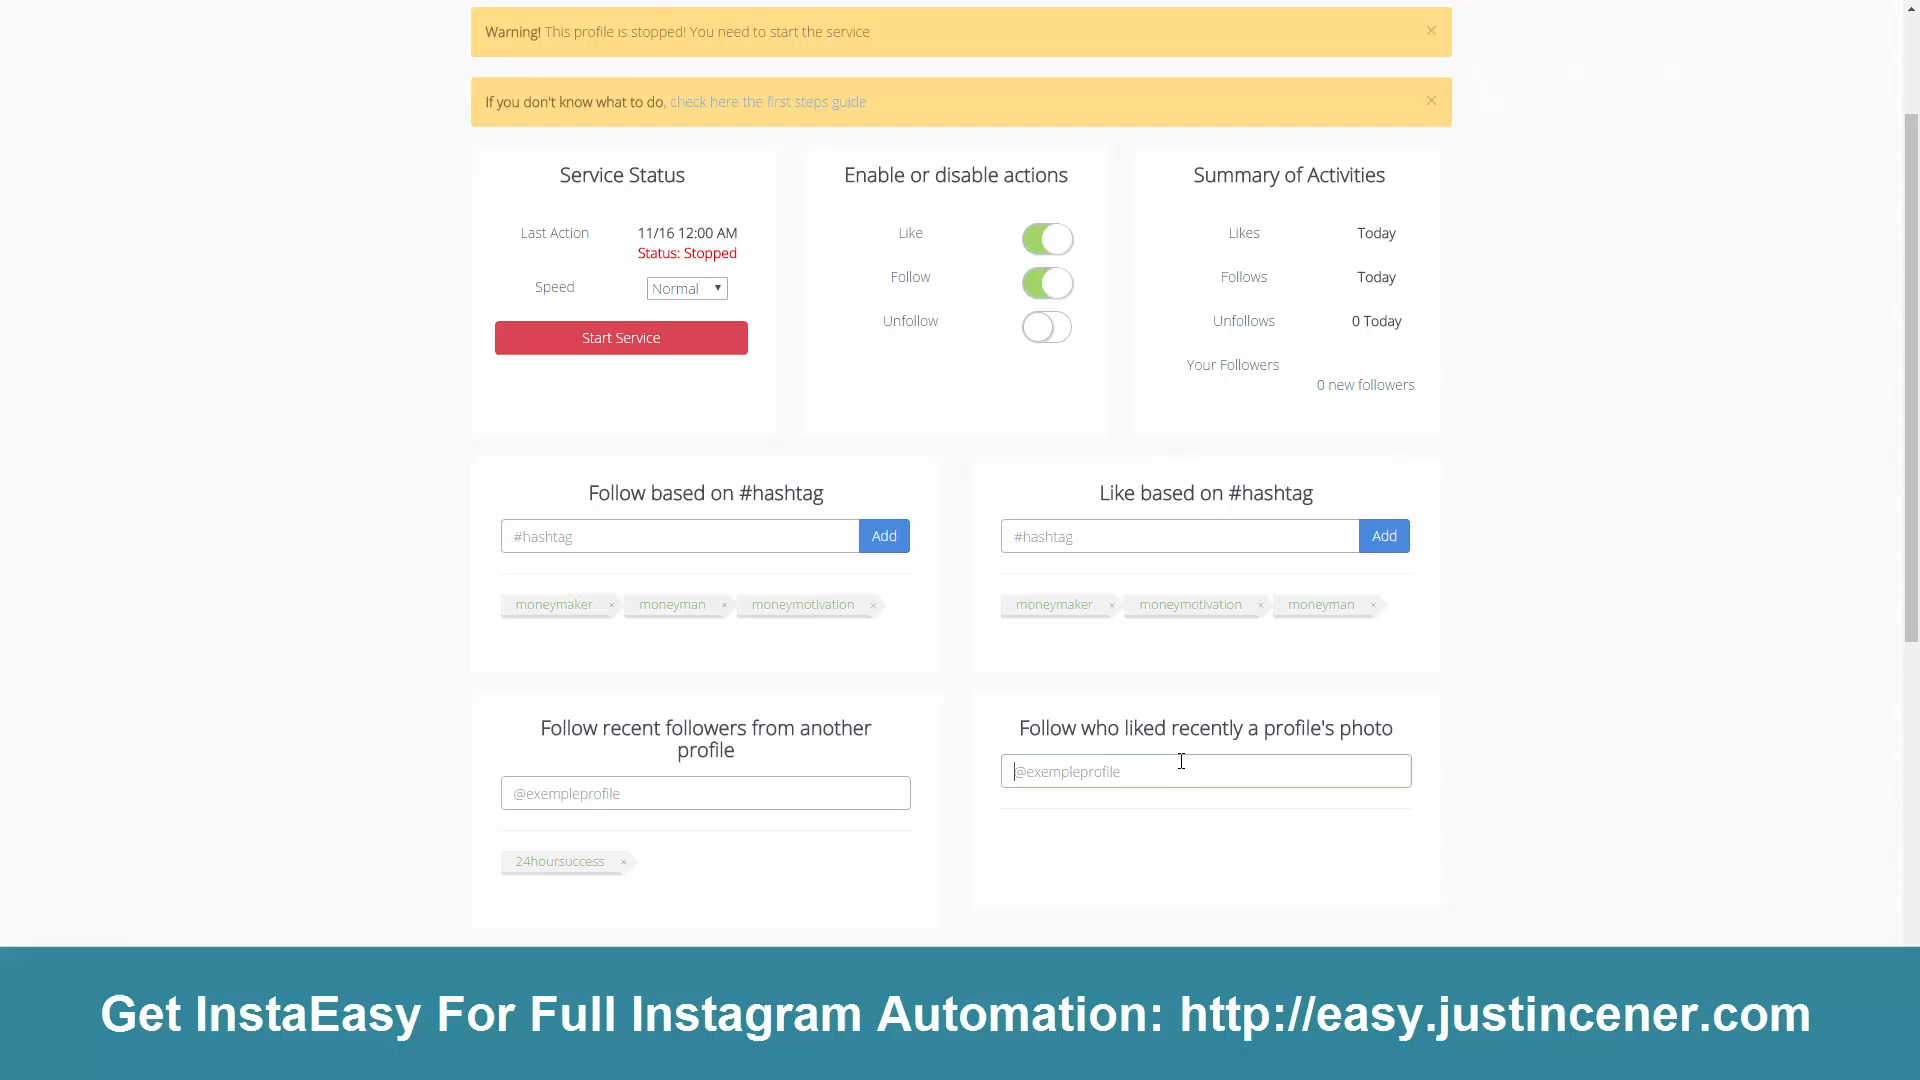 Warning! This profile is stopped! You need to start the service ×
If you don't know what to do, check here the first steps guide ×
Service Status
Last Action 11/16 12:00 AM
Status: Stopped
Speed Normal
Start Service
Enable or disable actions
Like
Follow
Unfollow
Summary of Activities
Likes Today
Follows Today
Unfollows 0 Today
Your Followers
0 new followers
Follow based on #hashtag
#hashtag Add
moneymaker × moneyman × moneymotivation ×
Like based on #hashtag
#hashtag Add
moneymaker × moneymotivation × moneyman ×
Follow recent followers from another
profile
@exempleprofile
24hoursuccess ×
Follow who liked recently a profile's photo
@exempleprofile
Get InstaEasy For Full Instagram Automation: http://easy.justincener.com